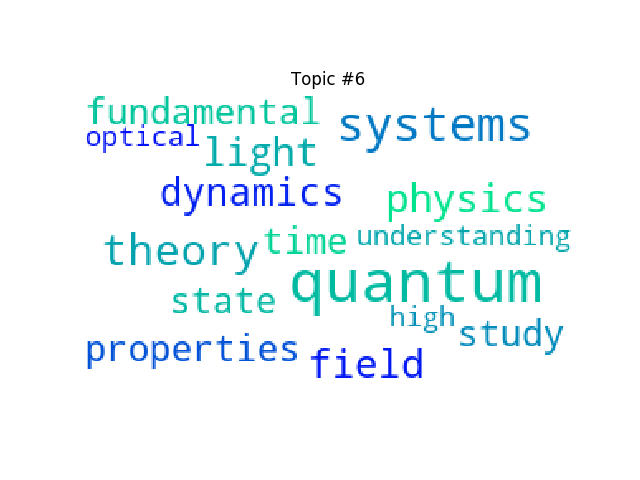 Topic #6
fundamental
systems
optical
light
dynamics
physics
theory
time
understanding
quantum
state
high
study
properties
field